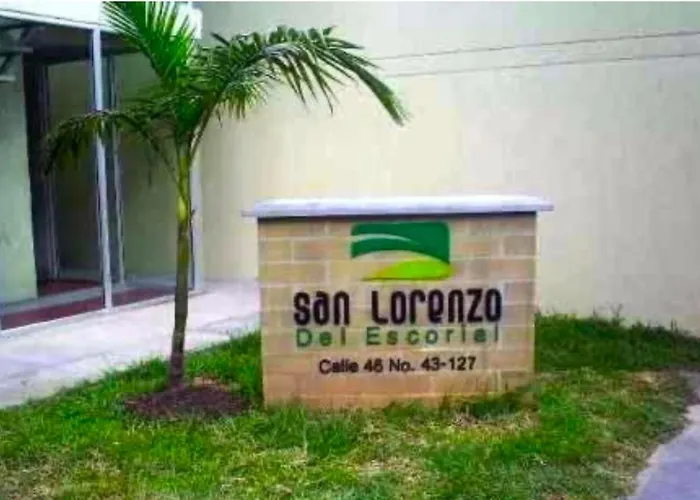 San Lorenzo
Del Escorial
Calle 46 No. 43-127